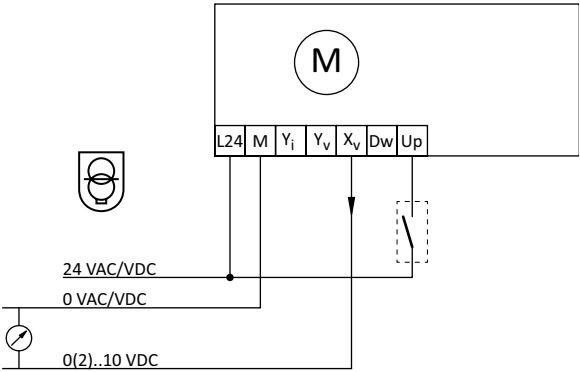 M
L24 M Yi Yv Xv Dw Up
24 VAC/VDC
0 VAC/VDC
0(2)..10 VDC